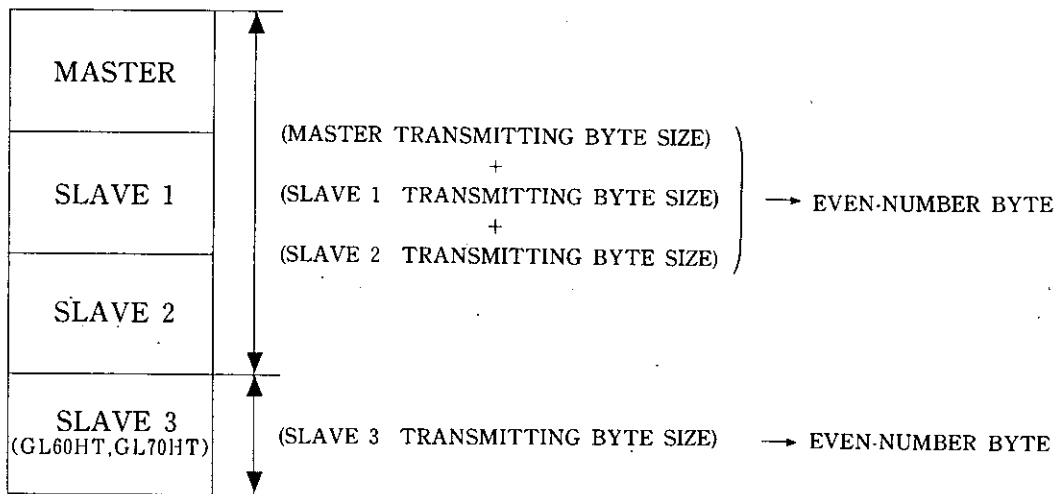 MASTER
SLAVE 1
SLAVE 2
SLAVE 3
(GL60HT,GL70HT)
(MASTER TRANSMITTING BYTE SIZE)
+
(SLAVE 1 TRANSMITTING BYTE SIZE)
+
(SLAVE 2 TRANSMITTING BYTE SIZE)
→ EVEN-NUMBER BYTE
(SLAVE 3 TRANSMITTING BYTE SIZE)
→ EVEN-NUMBER BYTE